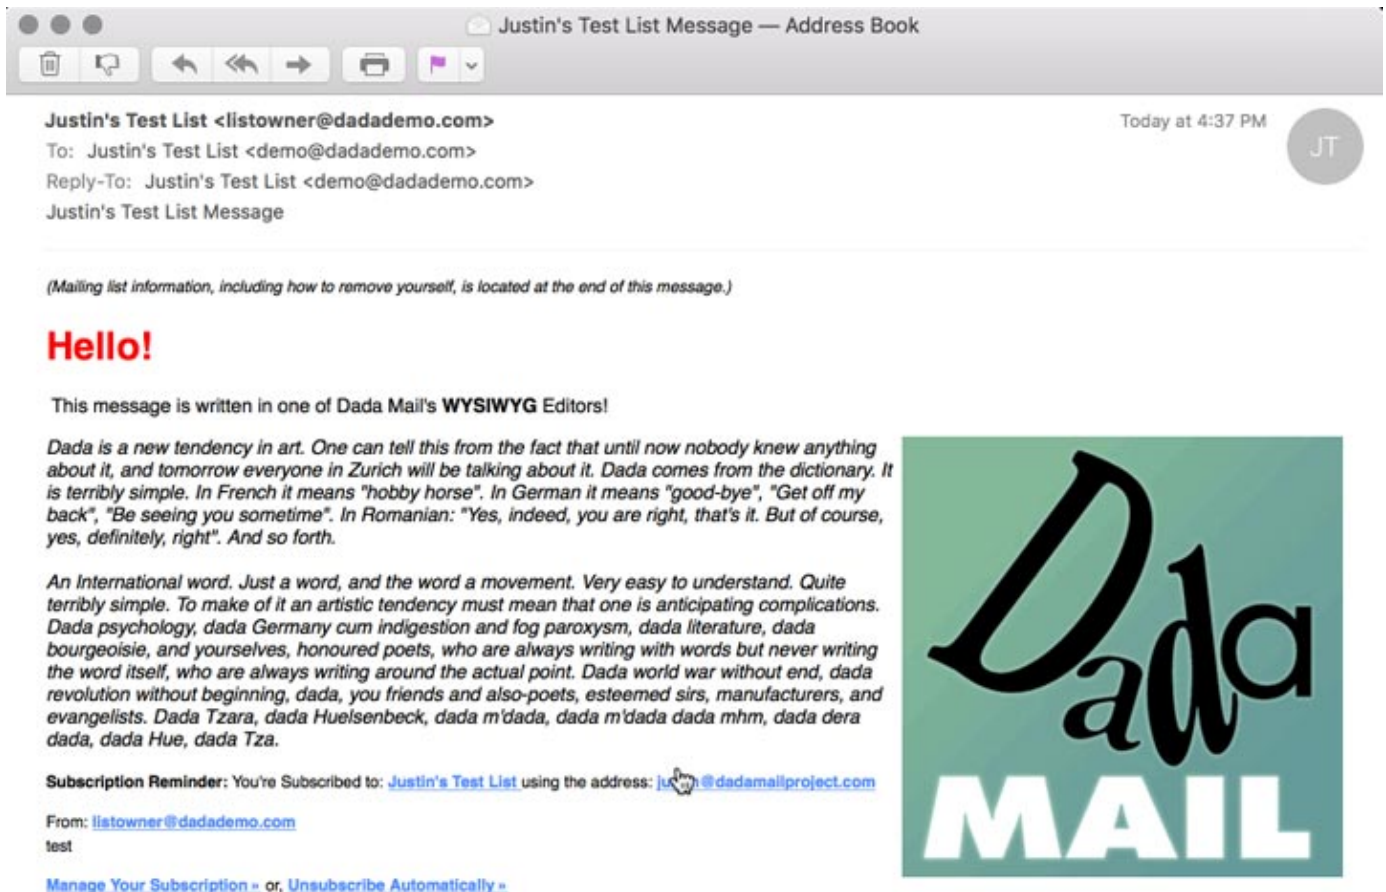 Justin's Test List Message — Address Book
Justin's Test List <listowner@dadademo.com>
Today at 4:37 PM
JT
To: Justin's Test List <demo@dadademo.com>
Reply-To: Justin's Test List <demo@dadademo.com>
Justin's Test List Message
(Mailing list information, including how to remove yourself, is located at the end of this message.)
Hello!
This message is written in one of Dada Mail's WYSIWYG Editors!
Dada is a new tendency in art. One can tell this from the fact that until now nobody knew anything
about it, and tomorrow everyone in Zurich will be talking about it. Dada comes from the dictionary. It
is terribly simple. In French it means "hobby horse". In German it means "good-bye", "Get off my
back", "Be seeing you sometime". In Romanian: "Yes, indeed, you are right, that's it. But of course,
yes, definitely, right". And so forth.
An International word. Just a word, and the word a movement. Very easy to understand. Quite
terribly simple. To make of it an artistic tendency must mean that one is anticipating complications.
Dada psychology, dada Germany cum indigestion and fog paroxysm, dada literature, dada
bourgeoisie, and yourselves, honoured poets, who are always writing with words but never writing
the word itself, who are always writing around the actual point. Dada world war without end, dada
revolution without beginning, dada, you friends and also-poets, esteemed sirs, manufacturers, and
evangelists. Dada Tzara, dada Huelsenbeck, dada m'dada, dada m'dada dada mhm, dada dera
dada, dada Hue, dada Tza.
Subscription Reminder: You're Subscribed to: Justin's Test List using the address:
From: listowner@dadademo.com
test
Manage Your Subscription » or, Unsubscribe Automatically »
Dada
MAIL